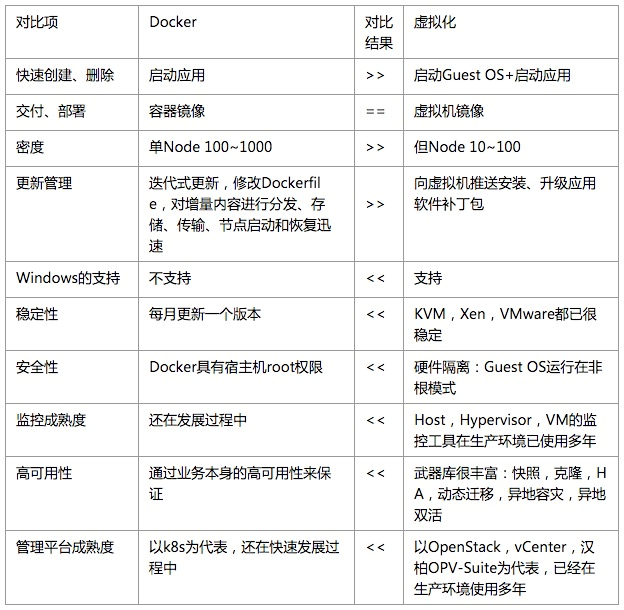 对比项 Docker 对比 虚拟化
结果
快速创建、删除 启动应用 >> 启动Guest OS+启动应用
交付、部署 容器镜像 == 虚拟机镜像
密度 单Node 100~1000 >> 但Node 10~100
更新管理 迭代式更新，修改Dockerfil 向虚拟机推送安装、升级应用
e，对增量内容进行分发、存 >> 软件补丁包
储、传输、节点启动和恢复迅
速
Windows的支持 不支持 << 支持
稳定性 每月更新一个版本 << KVM，Xen，VMware都已很
稳定
安全性 Docker具有宿主机root权限 << 硬件隔离：Guest OS运行在非
根模式
监控成熟度 还在发展过程中 << Host，Hypervisor，VM的监
控工具在生产环境已使用多年
高可用性 通过业务本身的高可用性来保 << 武器库很丰富：快照，克隆，H
证 A，动态迁移，异地容灾，异地
双活
管理平台成熟度 以k8s为代表，还在快速发展过 << 以OpenStack，vCenter，汉
程中 柏OPV-Suite为代表，已经在
生产环境使用多年